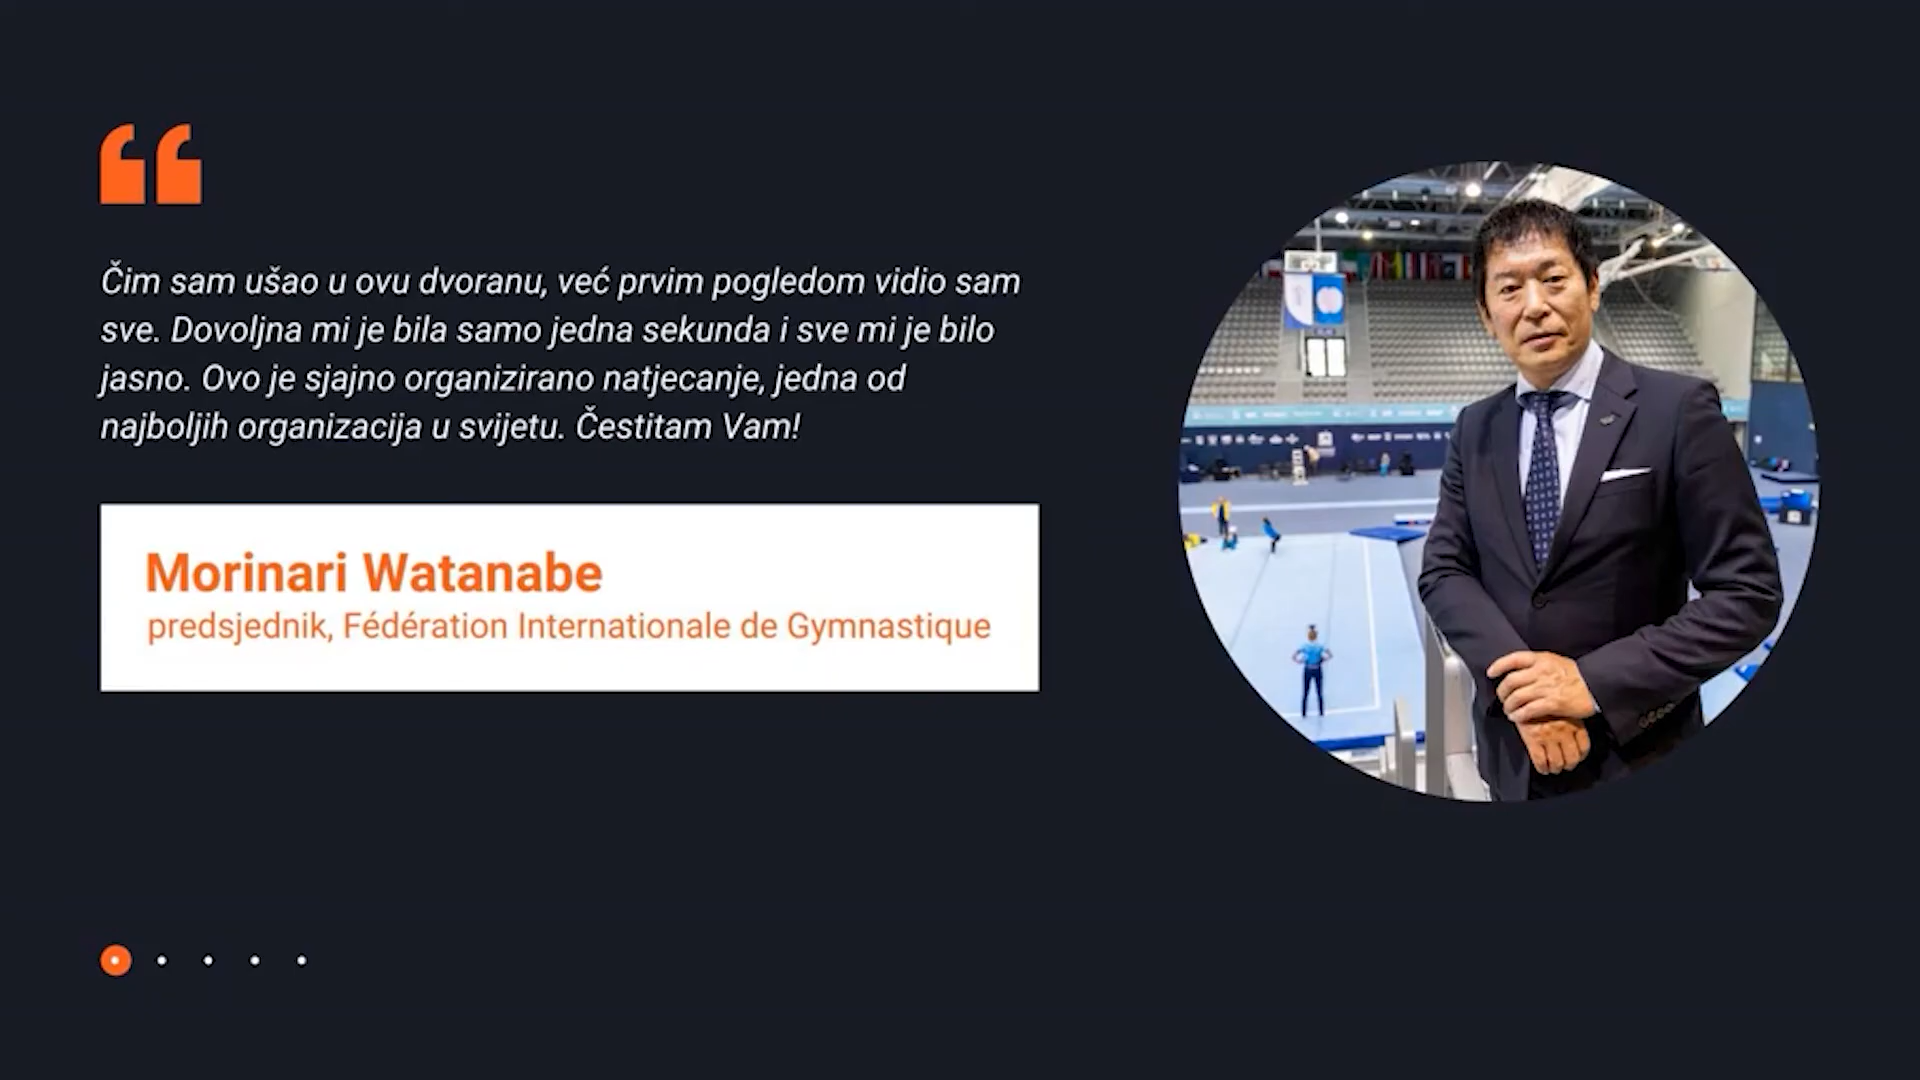 Čim sam ušao u ovu dvoranu, već prvim pogledom vidio sam
sve. Dovoljna mi je bila samo jedna sekunda i sve mi je bilo
jasno. Ovo je sjajno organizirano natjecanje, jedna od
najboljih organizacija u svijetu. Čestitam Vam!
Morinari Watanabe
predsjednik, Fédération Internationale de Gymnastique